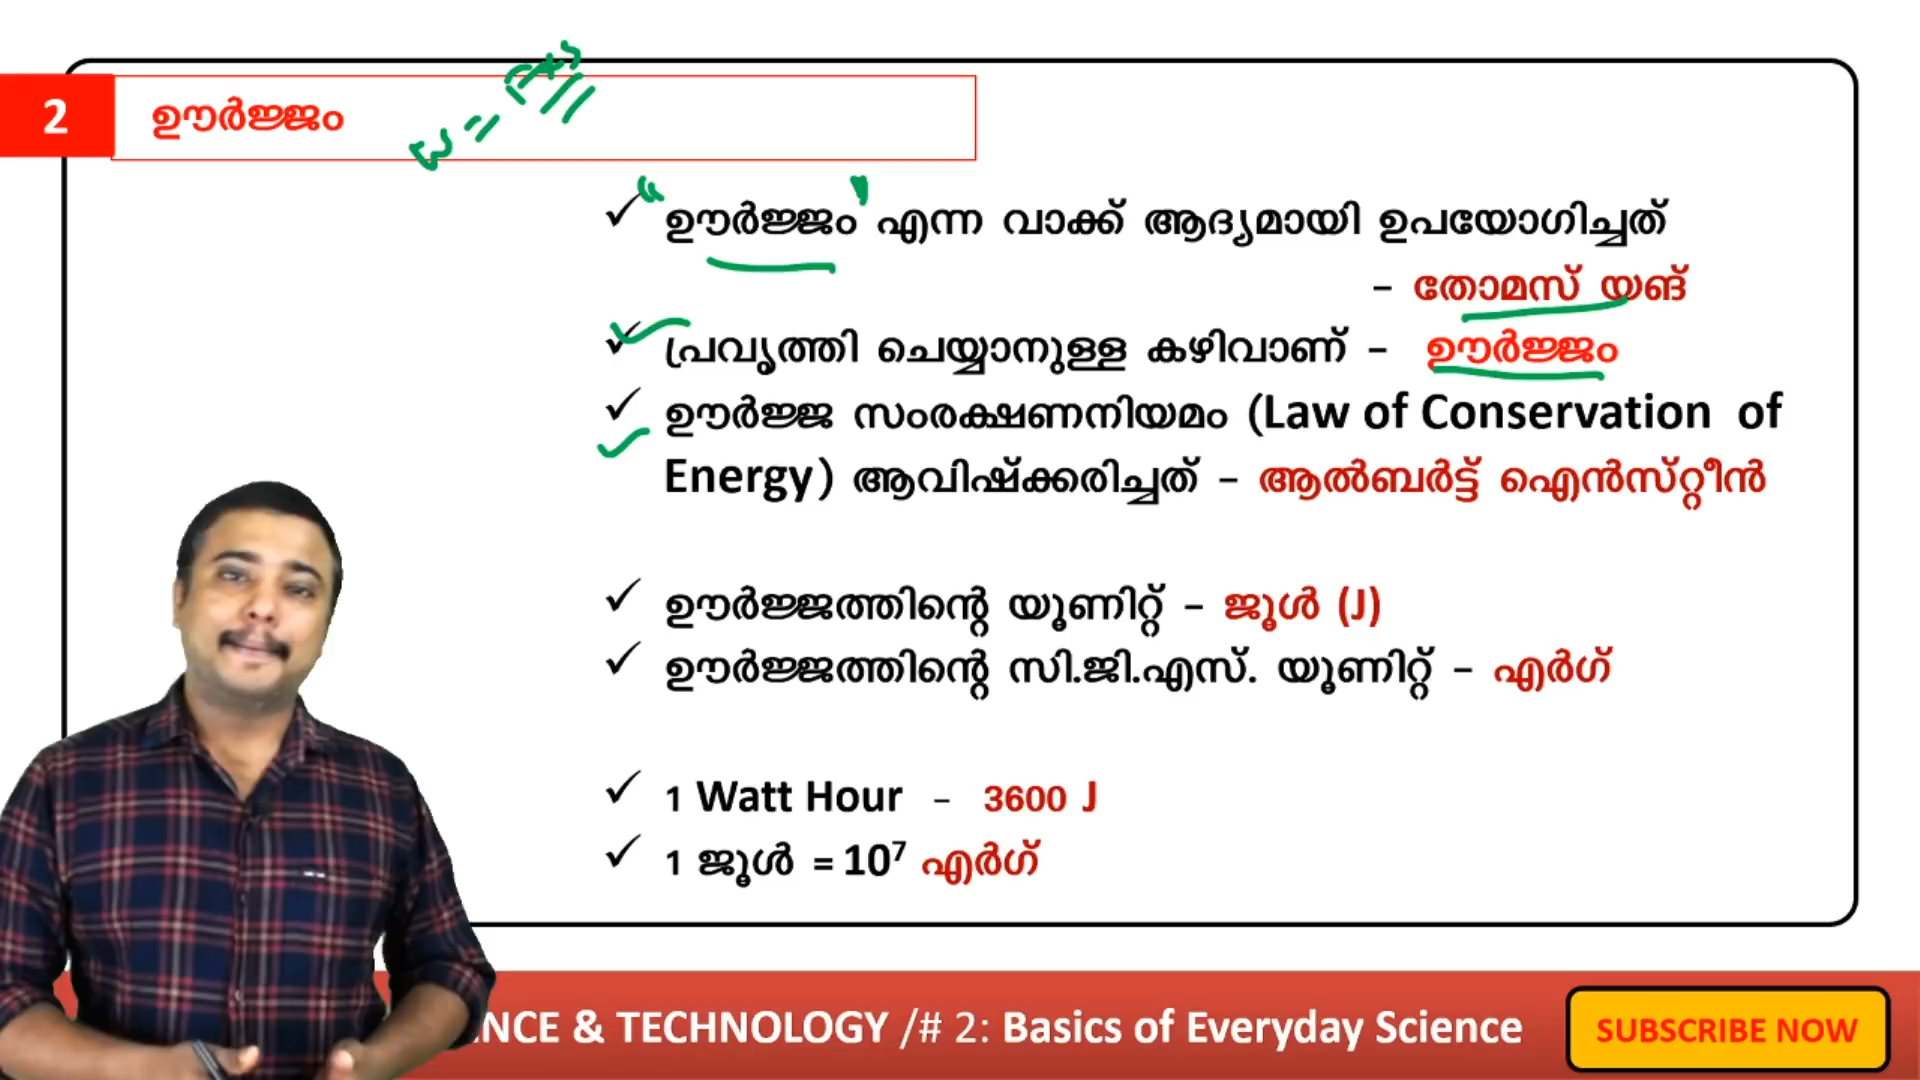 2 ഊർജ്ജം
W = F×s
"ഊർജ്ജം" എന്ന വാക്ക് ആദ്യമായി ഉപയോഗിച്ചത്
– തോമസ് യങ്
പ്രവൃത്തി ചെയ്യാനുള്ള കഴിവാണ് – ഊർജ്ജം
ഊർജ്ജ സംരക്ഷണനിയമം (Law of Conservation of
Energy) ആവിഷ്ക്കരിച്ചത് – ആൽബർട്ട് ഐൻസ്റ്റീൻ
ഊർജ്ജത്തിന്റെ യൂണിറ്റ് – ജൂൾ (J)
ഊർജ്ജത്തിന്റെ സി.ജി.എസ്. യൂണിറ്റ് – എർഗ്
1 Watt Hour – 3600 J
1 ജൂൾ = 10⁷ എർഗ്
NCE & TECHNOLOGY /# 2: Basics of Everyday Science
SUBSCRIBE NOW